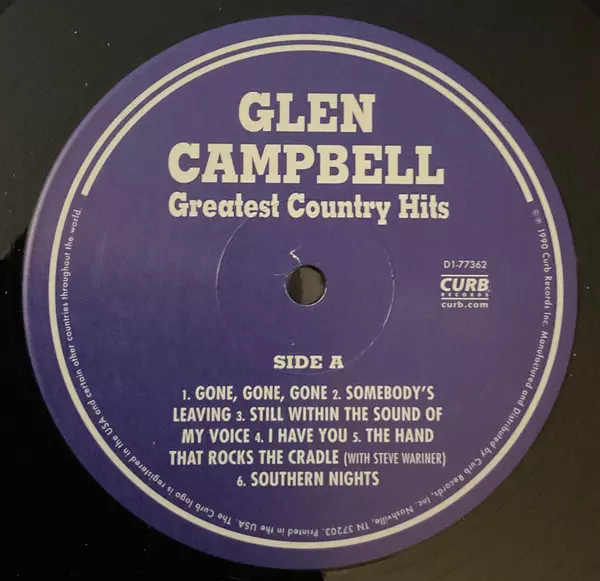 GLEN
CAMPBELL
Greatest Country Hits
D1-77362
CURB
RECORDS
curb.com
SIDE A
1. GONE, GONE, GONE 2. SOMEBODY'S
LEAVING 3. STILL WITHIN THE SOUND OF
MY VOICE 4. I HAVE YOU 5. THE HAND
THAT ROCKS THE CRADLE (WITH STEVE WARINER)
6. SOUTHERN NIGHTS
©℗ 1990 Curb Records Inc. Manufactured and Distributed by Curb Records, Inc. Nashville, TN 37203. Printed in the USA. The Curb logo is registered in the USA and certain other countries throughout the world.